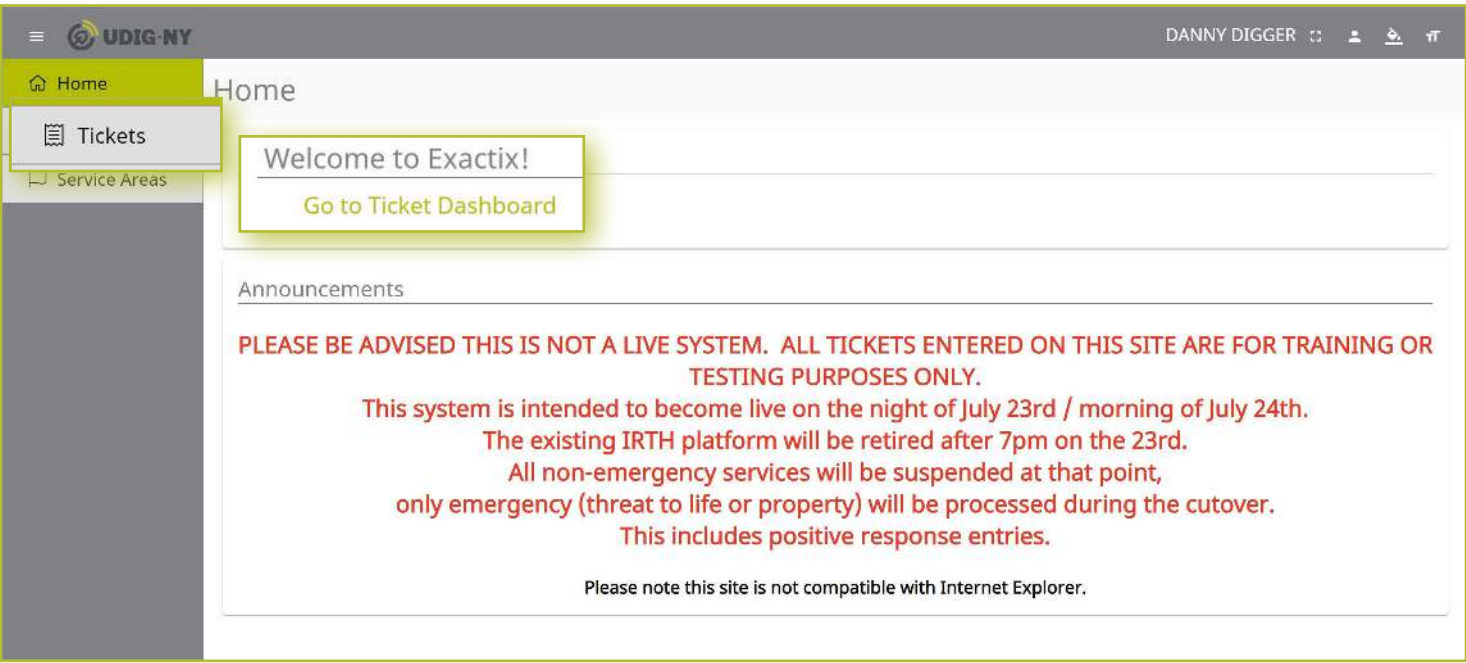 UDIG·NY
DANNY DIGGER
Home
Home
Tickets
Service Areas
Welcome to Exactix!
Go to Ticket Dashboard
Announcements
PLEASE BE ADVISED THIS IS NOT A LIVE SYSTEM.  ALL TICKETS ENTERED ON THIS SITE ARE FOR TRAINING OR
TESTING PURPOSES ONLY.
This system is intended to become live on the night of July 23rd / morning of July 24th.
The existing IRTH platform will be retired after 7pm on the 23rd.
All non-emergency services will be suspended at that point,
only emergency (threat to life or property) will be processed during the cutover.
This includes positive response entries.
Please note this site is not compatible with Internet Explorer.